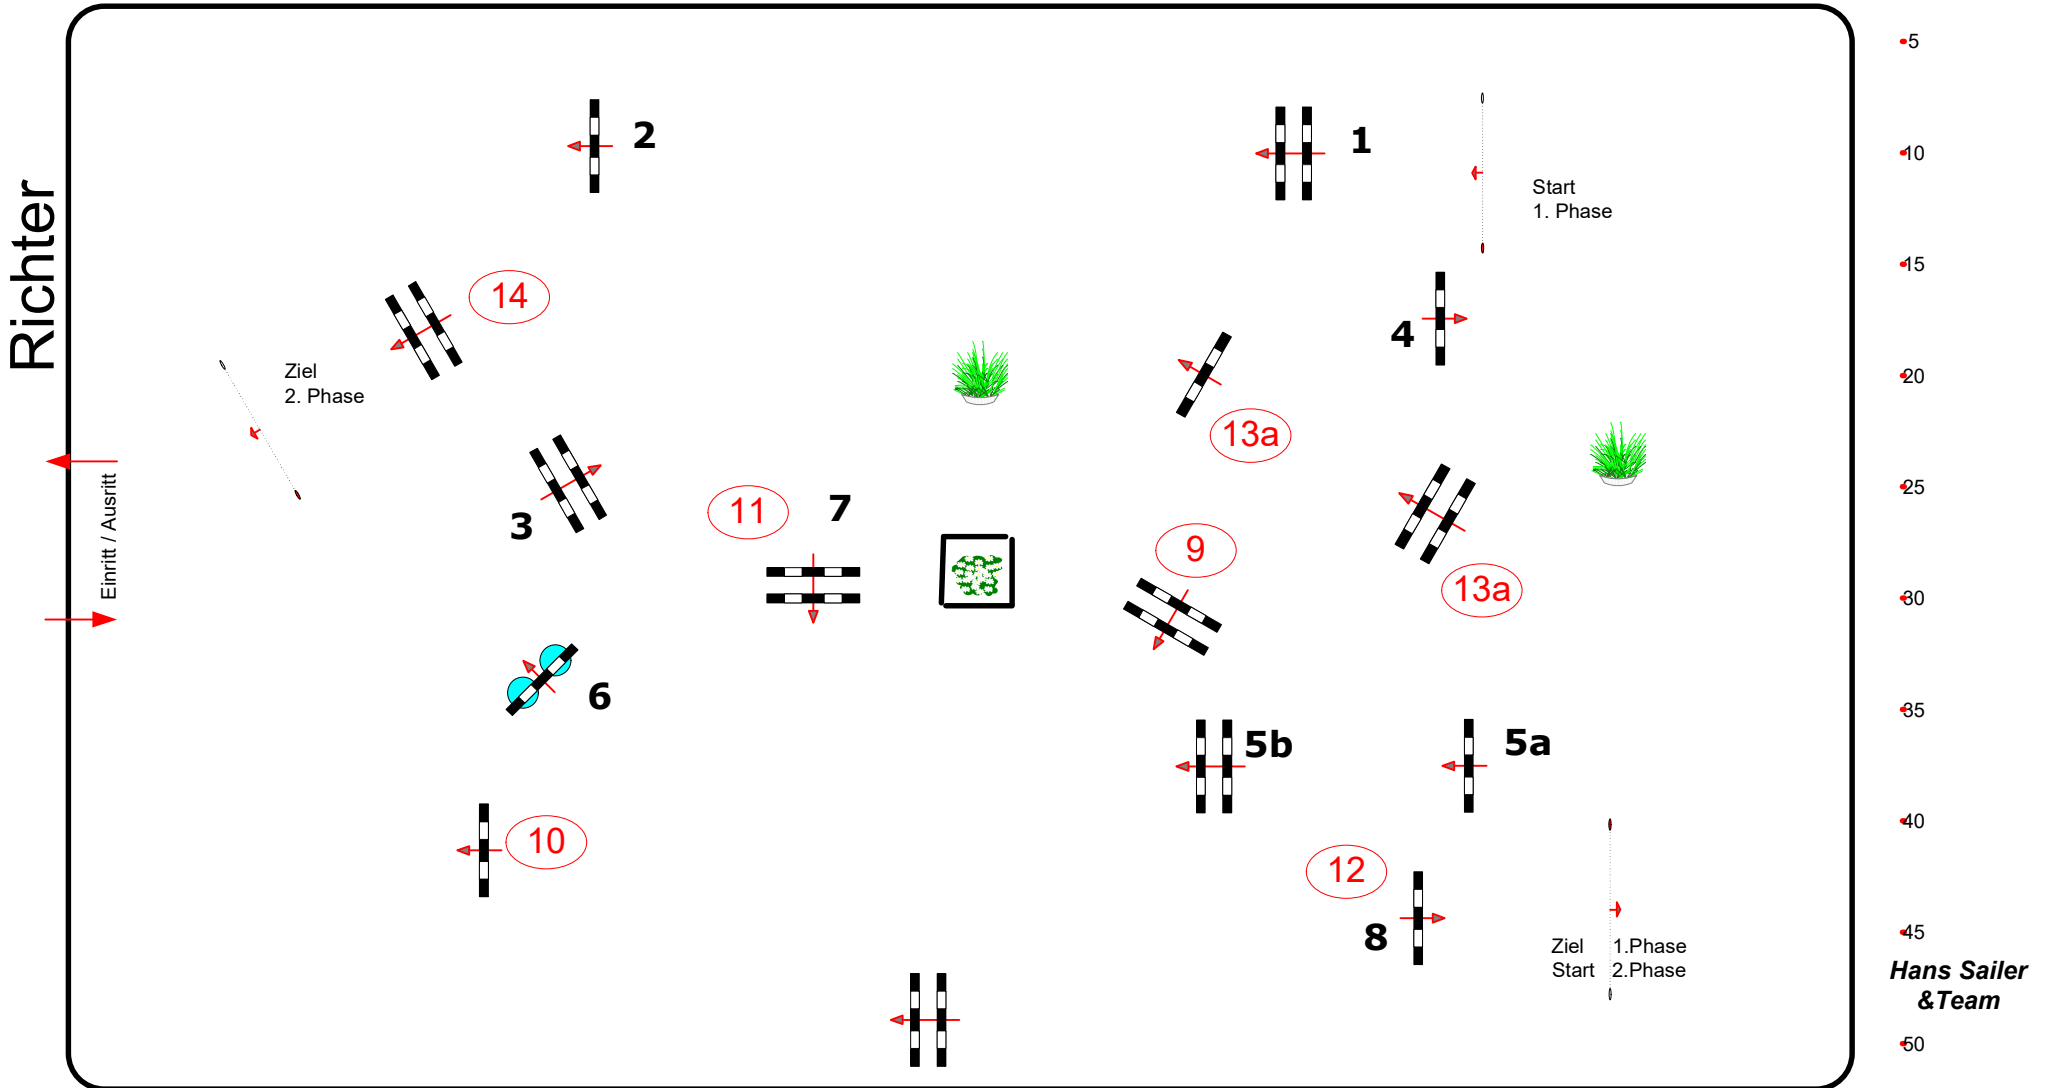 Richter
Einritt / Ausritt
2
1
Start
1. Phase
14
4
Ziel
2. Phase
13a
3
11
7
9
13a
6
5b
5a
10
12
8
Ziel 1.Phase
Start 2.Phase
5
10
15
20
25
30
35
40
45
Hans Sailer
&Team
50